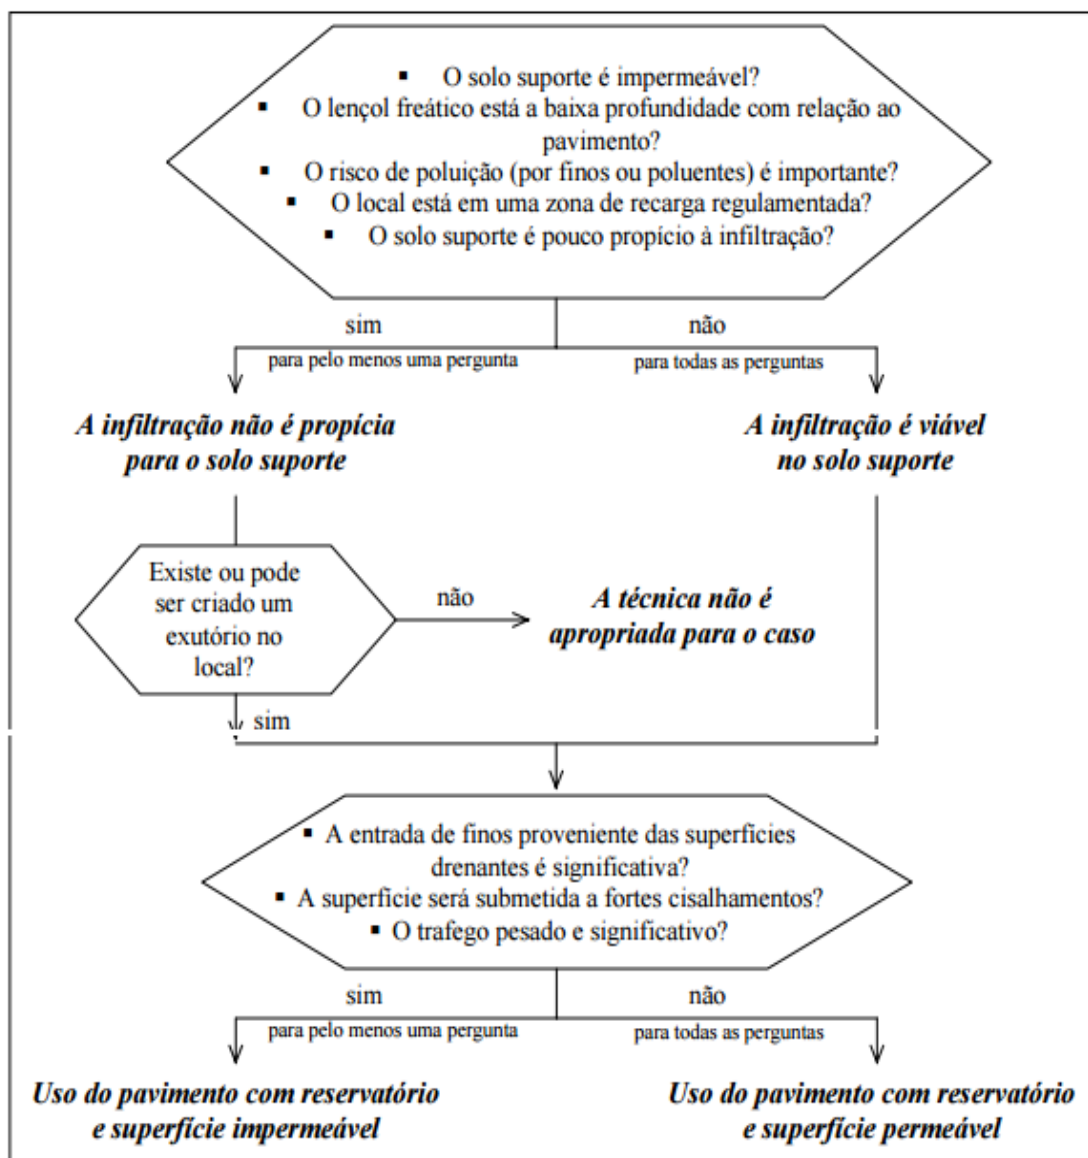 ▪ O solo suporte é impermeável?
▪ O lençol freático está a baixa profundidade com relação ao
pavimento?
▪ O risco de poluição (por finos ou poluentes) é importante?
▪ O local está em uma zona de recarga regulamentada?
▪ O solo suporte é pouco propício à infiltração?
sim
não
para pelo menos uma pergunta
para todas as perguntas
A infiltração não é propícia
para o solo suporte
A infiltração é viável
no solo suporte
Existe ou pode
ser criado um
exutório no
local?
não
A técnica não é
apropriada para o caso
sim
▪ A entrada de finos proveniente das superfícies
drenantes é significativa?
▪ A superfície será submetida a fortes cisalhamentos?
▪ O trafego pesado e significativo?
sim
não
para pelo menos uma pergunta
para todas as perguntas
Uso do pavimento com reservatório
e superfície impermeável
Uso do pavimento com reservatório
e superfície permeável